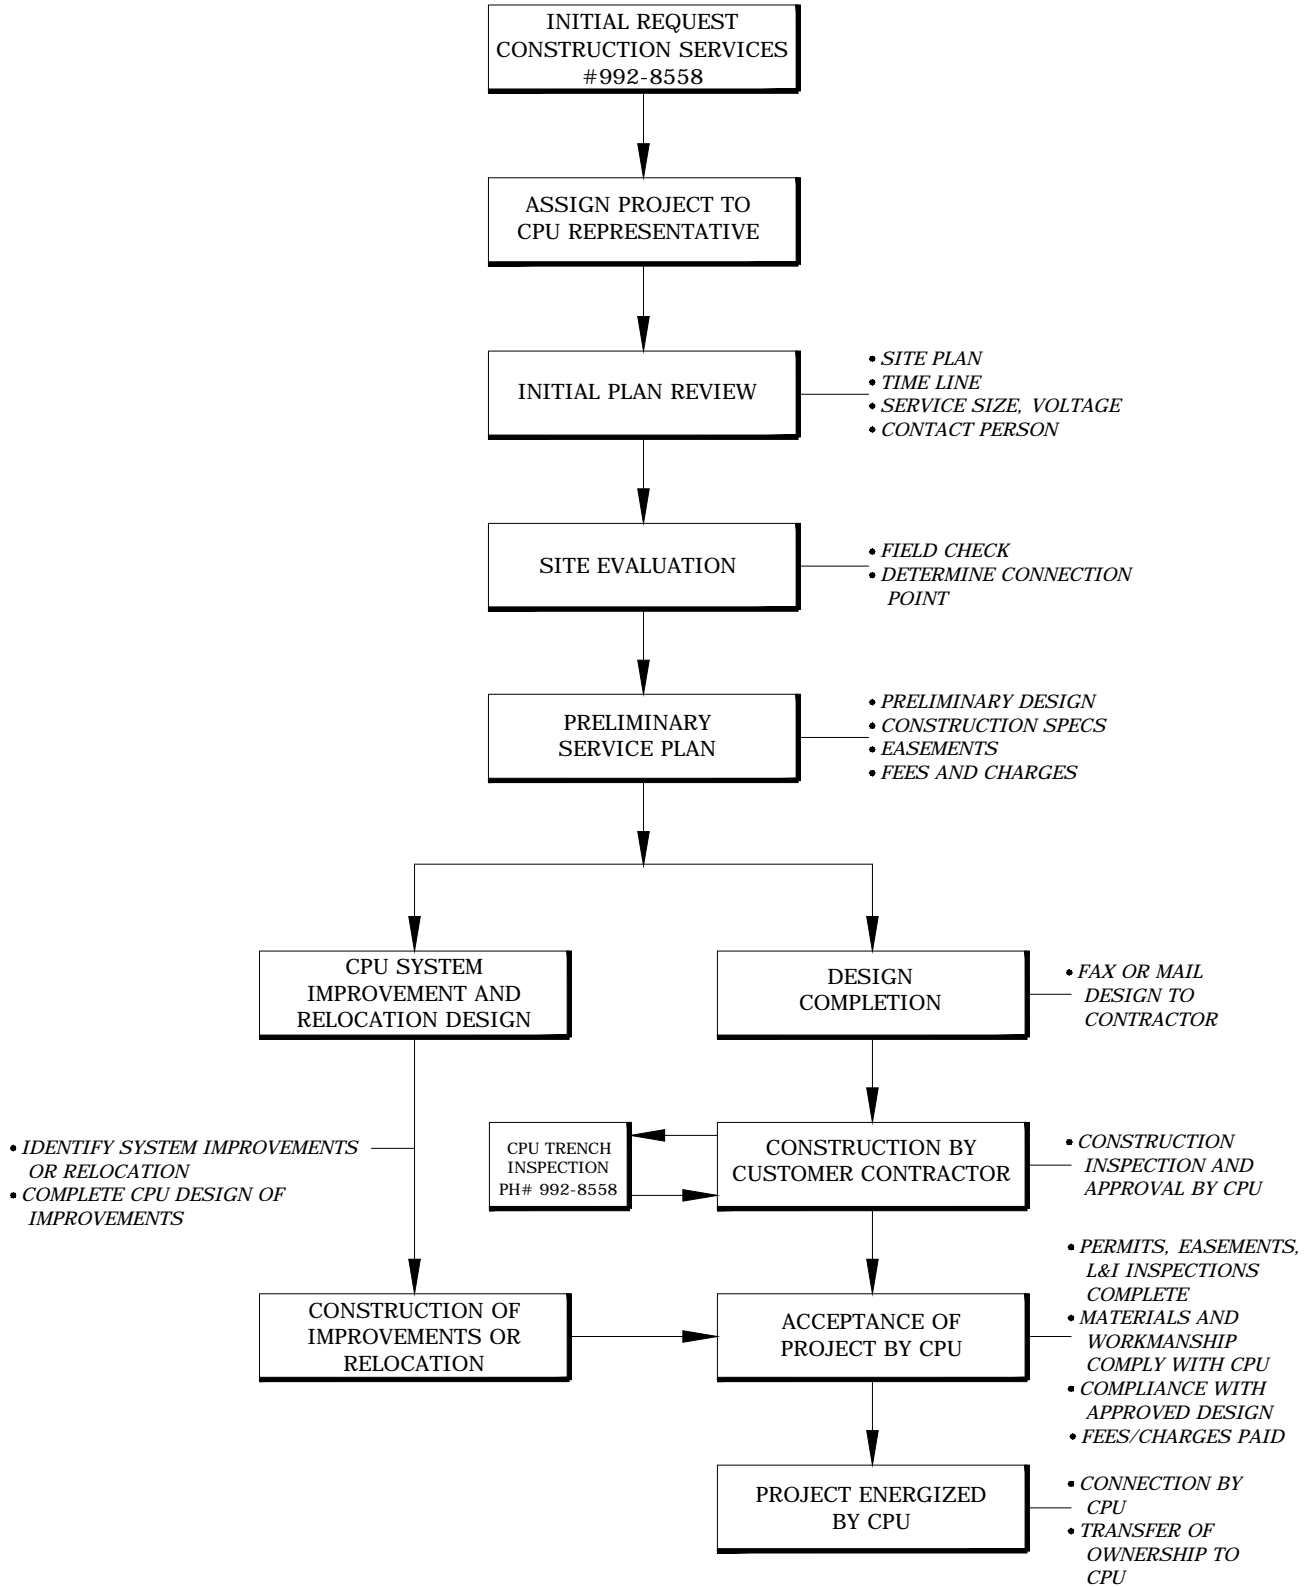 INITIAL REQUEST
CONSTRUCTION SERVICES
#992-8558
ASSIGN PROJECT TO
CPU REPRESENTATIVE
INITIAL PLAN REVIEW
• SITE PLAN
• TIME LINE
• SERVICE SIZE, VOLTAGE
• CONTACT PERSON
SITE EVALUATION
• FIELD CHECK
• DETERMINE CONNECTION
POINT
PRELIMINARY
SERVICE PLAN
• PRELIMINARY DESIGN
• CONSTRUCTION SPECS
• EASEMENTS
• FEES AND CHARGES
CPU SYSTEM
IMPROVEMENT AND
RELOCATION DESIGN
DESIGN
COMPLETION
• FAX OR MAIL
DESIGN TO
CONTRACTOR
• IDENTIFY SYSTEM IMPROVEMENTS
OR RELOCATION
• COMPLETE CPU DESIGN OF
IMPROVEMENTS
CPU TRENCH
INSPECTION
PH# 992-8558
CONSTRUCTION BY
CUSTOMER CONTRACTOR
• CONSTRUCTION
INSPECTION AND
APPROVAL BY CPU
CONSTRUCTION OF
IMPROVEMENTS OR
RELOCATION
ACCEPTANCE OF
PROJECT BY CPU
• PERMITS, EASEMENTS,
L&I INSPECTIONS
COMPLETE
• MATERIALS AND
WORKMANSHIP
COMPLY WITH CPU
• COMPLIANCE WITH
APPROVED DESIGN
• FEES/CHARGES PAID
PROJECT ENERGIZED
BY CPU
• CONNECTION BY
CPU
• TRANSFER OF
OWNERSHIP TO
CPU